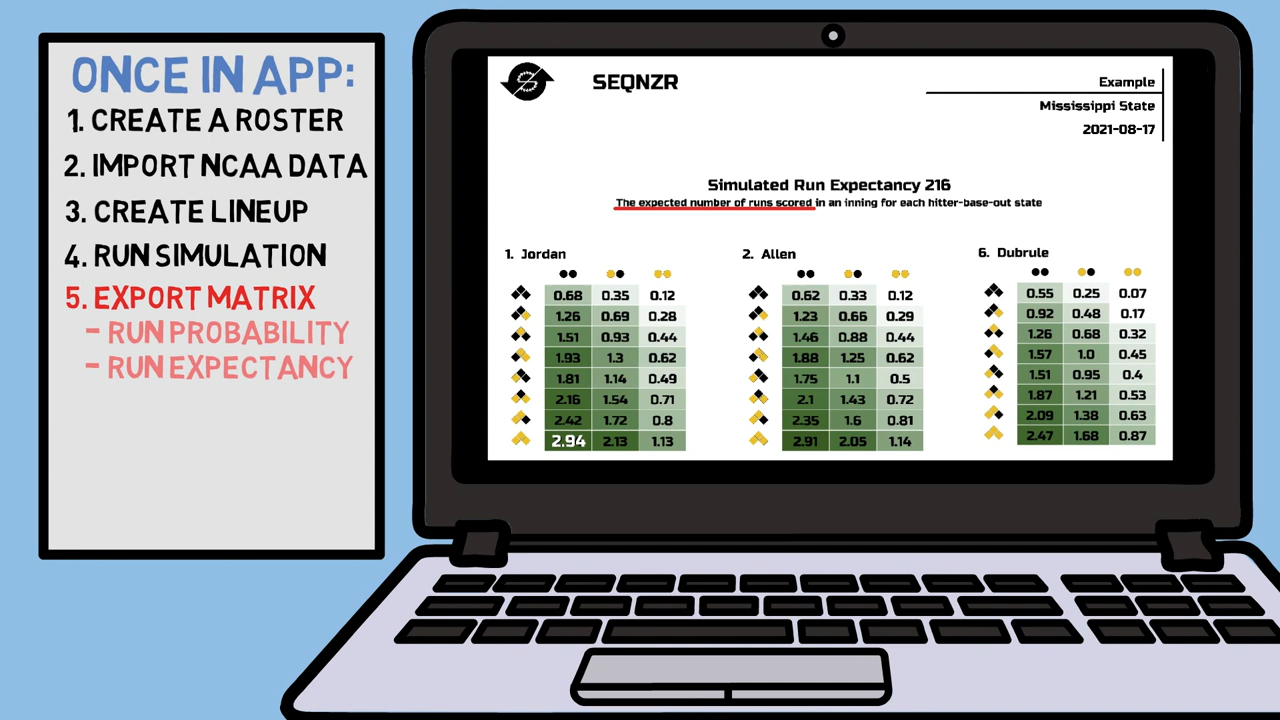 ONCE IN APP:
1. CREATE A ROSTER
2. IMPORT NCAA DATA
3. CREATE LINEUP
4. RUN SIMULATION
5. EXPORT MATRIX
- RUN PROBABILITY
- RUN EXPECTANCY
SEQNZR
Example
Mississippi State
2021-08-17
Simulated Run Expectancy 216
The expected number of runs scored in an inning for each hitter-base-out state
1. Jordan
0.68 0.35 0.12
1.26 0.69 0.28
1.51 0.93 0.44
1.93 1.3 0.62
1.81 1.14 0.49
2.16 1.54 0.71
2.42 1.72 0.8
2.94 2.13 1.13
2. Allen
0.62 0.33 0.12
1.23 0.66 0.29
1.46 0.88 0.44
1.88 1.25 0.62
1.75 1.1 0.5
2.1 1.43 0.72
2.35 1.6 0.81
2.91 2.05 1.14
6. Dubrule
0.55 0.25 0.07
0.92 0.48 0.17
1.26 0.68 0.32
1.57 1.0 0.45
1.51 0.95 0.4
1.87 1.21 0.53
2.09 1.38 0.63
2.47 1.68 0.87